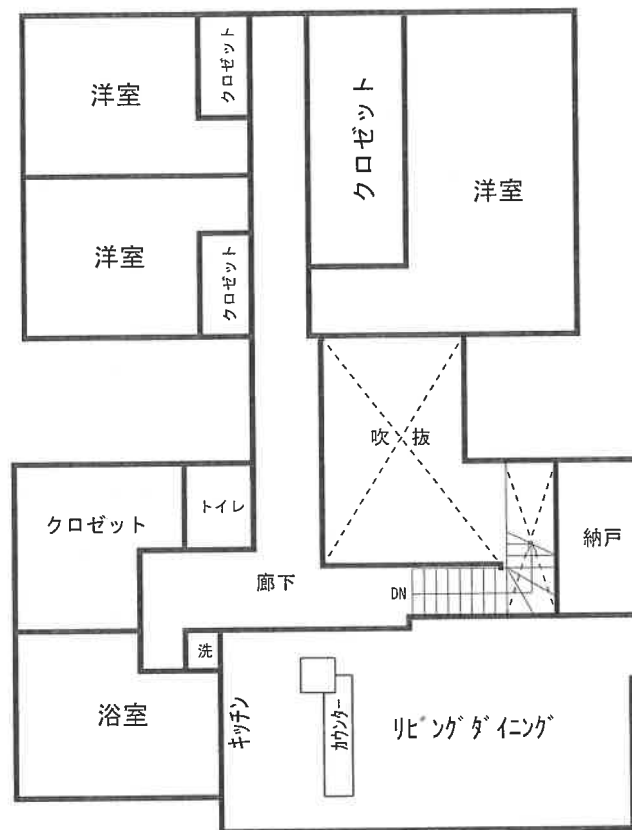 洋室
クロゼット
クロゼット
洋室
洋室
クロゼット
吹抜
クロゼット
トイレ
納戸
廊下
DN
洗
浴室
キッチン
カウンター
リビングダイニング